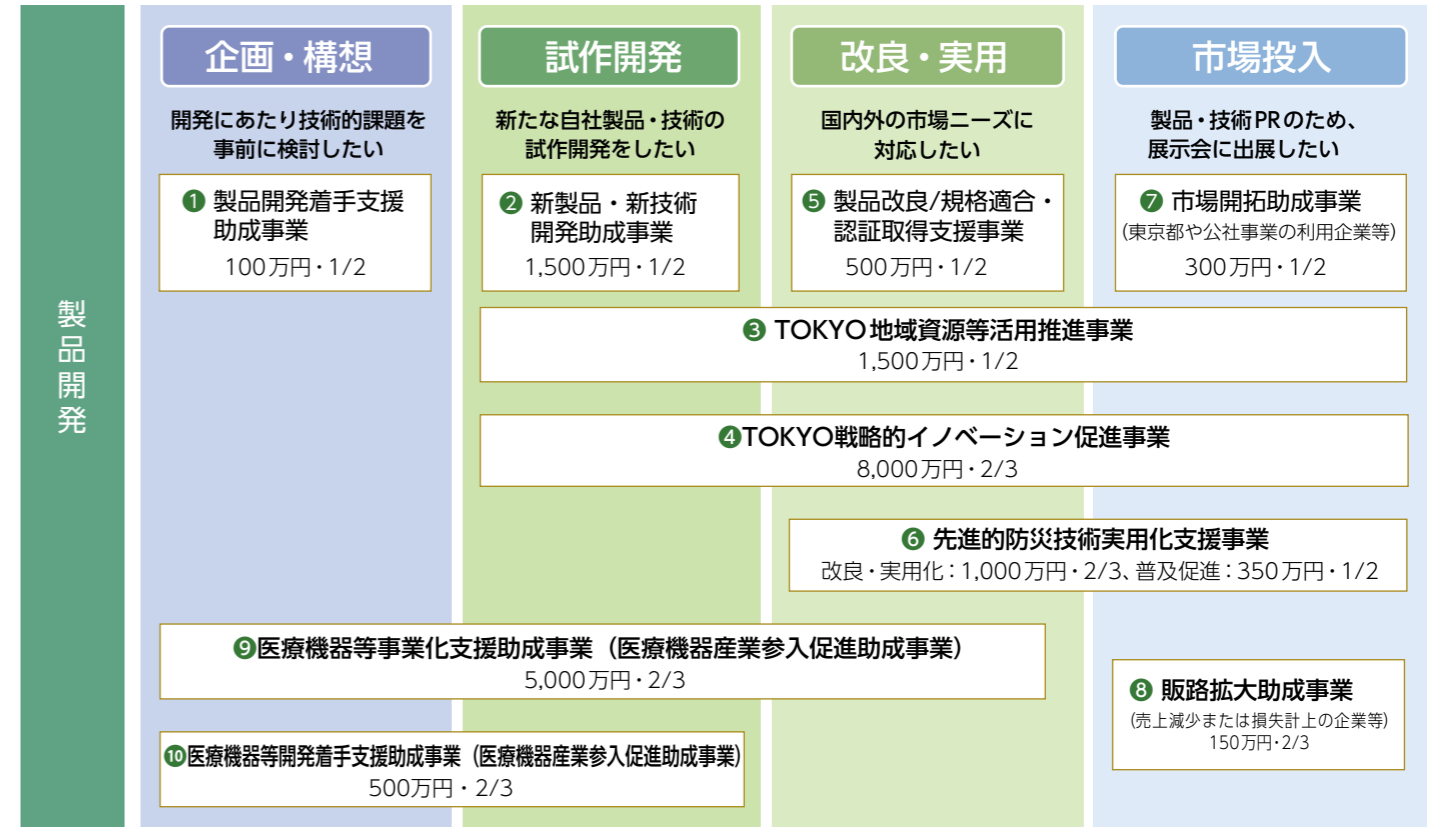 製品開発
企画・構想
開発にあたり技術的課題を
事前に検討したい
❶ 製品開発着手支援
助成事業
100万円・1/2
試作開発
新たな自社製品・技術の
試作開発をしたい
❷ 新製品・新技術
開発助成事業
1,500万円・1/2
改良・実用
国内外の市場ニーズに
対応したい
❺ 製品改良/規格適合・
認証取得支援事業
500万円・1/2
市場投入
製品・技術PRのため、
展示会に出展したい
❼ 市場開拓助成事業
(東京都や公社事業の利用企業等)
300万円・1/2
❸ TOKYO地域資源等活用推進事業
1,500万円・1/2
❹TOKYO戦略的イノベーション促進事業
8,000万円・2/3
❻ 先進的防災技術実用化支援事業
改良・実用化：1,000万円・2/3、普及促進：350万円・1/2
❾医療機器等事業化支援助成事業（医療機器産業参入促進助成事業）
5,000万円・2/3
❽ 販路拡大助成事業
(売上減少または損失計上の企業等)
150万円・2/3
❿医療機器等開発着手支援助成事業（医療機器産業参入促進助成事業）
500万円・2/3